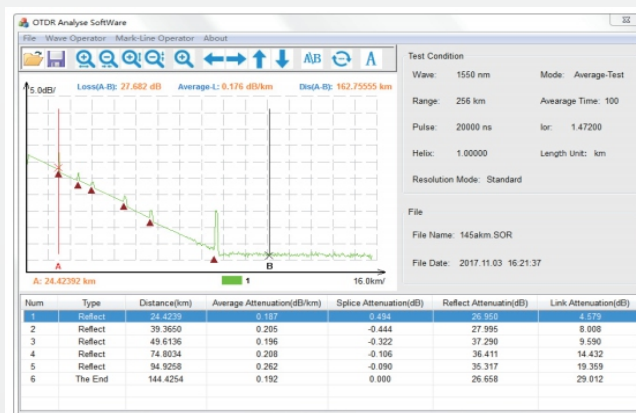 OTDR Analyse SoftWare
File Wave Operator Mark-Line Operator About
A\B A
5.0dB/ Loss(A-B): 27.682 dB Average-L: 0.176 dB/km Dis(A-B): 162.75555 km
A B
A: 24.42392 km 1 16.0km/
Test Condition
Wave: 1550 nm Mode: Average-Test
Range: 256 km Avearage Time: 100
Pulse: 20000 ns Ior: 1.47200
Helix: 1.00000 Length Unit: km
Resolution Mode: Standard
File
File Name: 145akm.SOR
File Date: 2017.11.03 16:21:37
Num Type Distance(km) Average Attenuation(dB/km) Splice Attenuation(dB) Reflect Attenuatin(dB) Link Attenuation(dB)
1 Reflect 24.4239 0.187 0.494 26.950 4.579
2 Reflect 39.3650 0.205 -0.444 27.995 8.008
3 Reflect 49.6136 0.196 -0.322 37.290 9.590
4 Reflect 74.8034 0.208 -0.106 36.411 14.432
5 Reflect 94.9258 0.262 -0.090 35.317 19.359
6 The End 144.4254 0.192 0.000 26.658 29.012